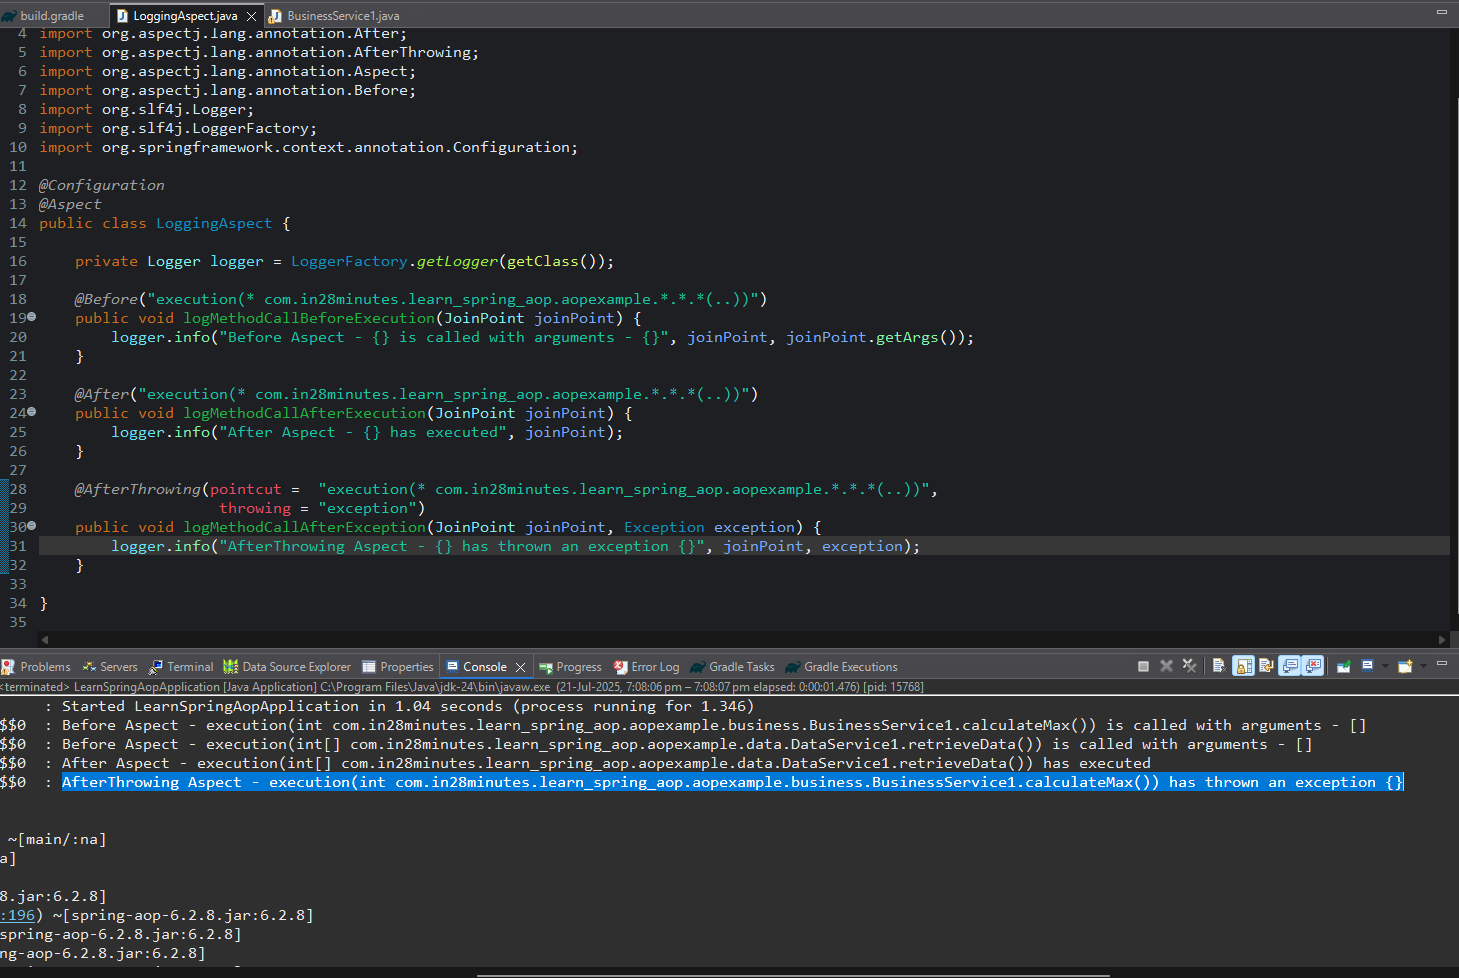 build.gradle LoggingAspect.java BusinessService1.java
4 import org.aspectj.lang.annotation.After;
5 import org.aspectj.lang.annotation.AfterThrowing;
6 import org.aspectj.lang.annotation.Aspect;
7 import org.aspectj.lang.annotation.Before;
8 import org.slf4j.Logger;
9 import org.slf4j.LoggerFactory;
10 import org.springframework.context.annotation.Configuration;
11
12 @Configuration
13 @Aspect
14 public class LoggingAspect {
15
16     private Logger logger = LoggerFactory.getLogger(getClass());
17
18     @Before("execution(* com.in28minutes.learn_spring_aop.aopexample.*.*.*(..))")
19     public void logMethodCallBeforeExecution(JoinPoint joinPoint) {
20         logger.info("Before Aspect - {} is called with arguments - {}", joinPoint, joinPoint.getArgs());
21     }
22
23     @After("execution(* com.in28minutes.learn_spring_aop.aopexample.*.*.*(..))")
24     public void logMethodCallAfterExecution(JoinPoint joinPoint) {
25         logger.info("After Aspect - {} has executed", joinPoint);
26     }
27
28     @AfterThrowing(pointcut =  "execution(* com.in28minutes.learn_spring_aop.aopexample.*.*.*(..))",
29                     throwing = "exception")
30     public void logMethodCallAfterException(JoinPoint joinPoint, Exception exception) {
31         logger.info("AfterThrowing Aspect - {} has thrown an exception {}", joinPoint, exception);
32     }
33
34 }
35
Problems Servers Terminal Data Source Explorer Properties Console Progress Error Log Gradle Tasks Gradle Executions
<terminated> LearnSpringAopApplication [Java Application] C:\Program Files\Java\jdk-24\bin\javaw.exe (21-Jul-2025, 7:08:06 pm – 7:08:07 pm elapsed: 0:00:01.476) [pid: 15768]
: Started LearnSpringAopApplication in 1.04 seconds (process running for 1.346)
$$0  : Before Aspect - execution(int com.in28minutes.learn_spring_aop.aopexample.business.BusinessService1.calculateMax()) is called with arguments - []
$$0  : Before Aspect - execution(int[] com.in28minutes.learn_spring_aop.aopexample.data.DataService1.retrieveData()) is called with arguments - []
$$0  : After Aspect - execution(int[] com.in28minutes.learn_spring_aop.aopexample.data.DataService1.retrieveData()) has executed
$$0  : AfterThrowing Aspect - execution(int com.in28minutes.learn_spring_aop.aopexample.business.BusinessService1.calculateMax()) has thrown an exception {}
~[main/:na]
a]
8.jar:6.2.8]
:196) ~[spring-aop-6.2.8.jar:6.2.8]
spring-aop-6.2.8.jar:6.2.8]
ng-aop-6.2.8.jar:6.2.8]